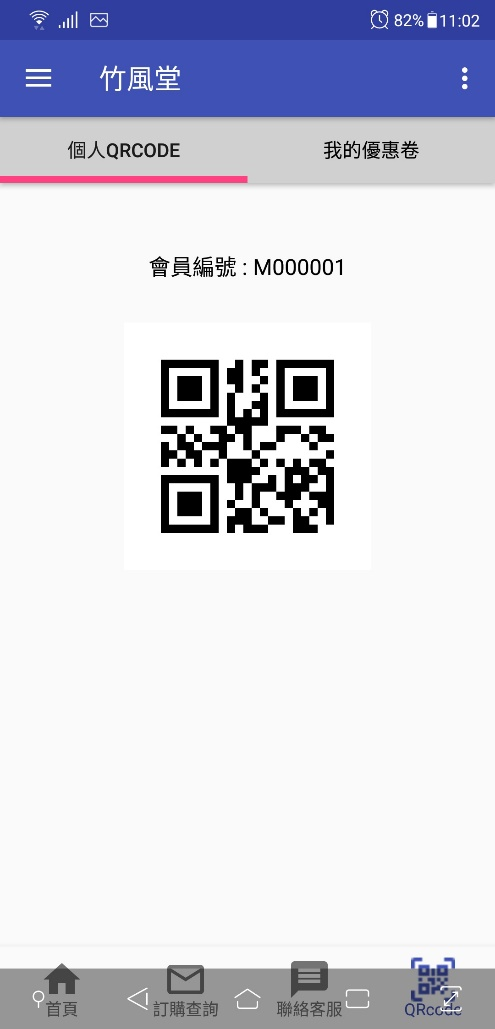 82% 11:02
竹風堂
個人QRCODE
我的優惠卷
會員編號 : M000001
首頁
訂購查詢
聯絡客服
QRcode